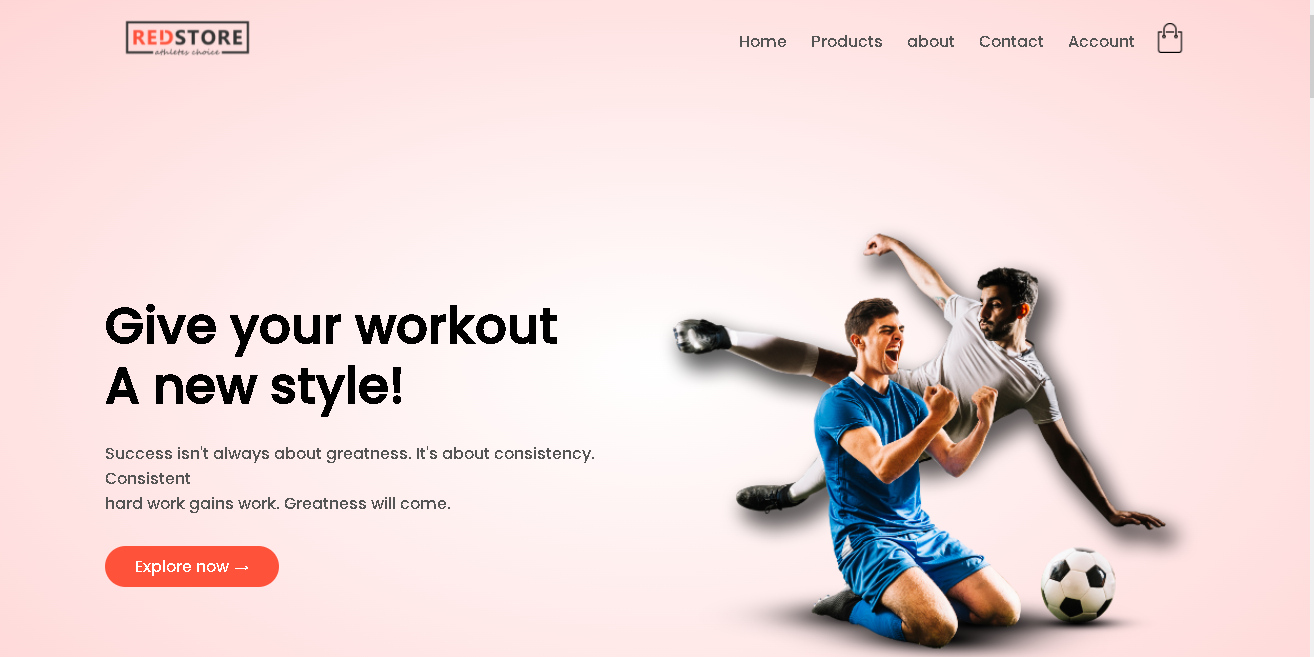 REDSTORE
athletes choice
Home Products about Contact Account
Give your workout
A new style!
Success isn't always about greatness. It's about consistency.
Consistent
hard work gains work. Greatness will come.
Explore now →